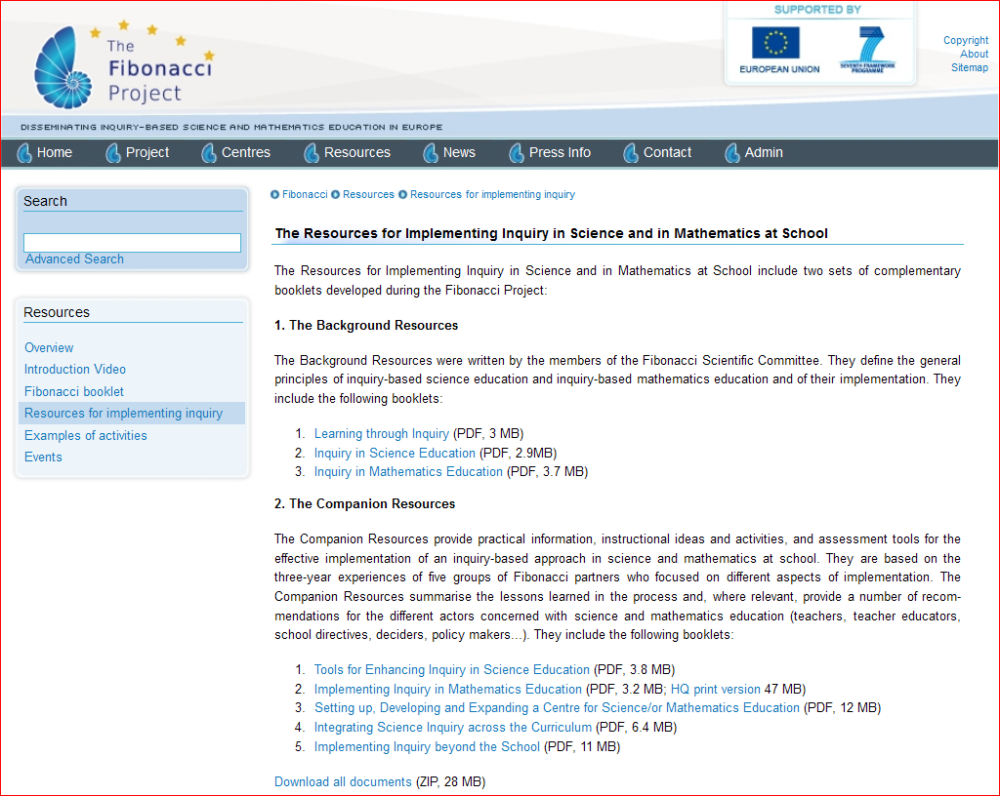 SUPPORTED BY
The
Fibonacci
Project
EUROPEAN UNION
SEVENTH FRAMEWORK
PROGRAMME
Copyright
About
Sitemap
DISSEMINATING INQUIRY-BASED SCIENCE AND MATHEMATICS EDUCATION IN EUROPE
Home Project Centres Resources News Press Info Contact Admin
Search
Advanced Search
Resources
Overview
Introduction Video
Fibonacci booklet
Resources for implementing inquiry
Examples of activities
Events
Fibonacci Resources Resources for implementing inquiry
The Resources for Implementing Inquiry in Science and in Mathematics at School
The Resources for Implementing Inquiry in Science and in Mathematics at School include two sets of complementary
booklets developed during the Fibonacci Project:
1. The Background Resources
The Background Resources were written by the members of the Fibonacci Scientific Committee. They define the general
principles of inquiry-based science education and inquiry-based mathematics education and of their implementation. They
include the following booklets:
1. Learning through Inquiry (PDF, 3 MB)
2. Inquiry in Science Education (PDF, 2.9MB)
3. Inquiry in Mathematics Education (PDF, 3.7 MB)
2. The Companion Resources
The Companion Resources provide practical information, instructional ideas and activities, and assessment tools for the
effective implementation of an inquiry-based approach in science and mathematics at school. They are based on the
three-year experiences of five groups of Fibonacci partners who focused on different aspects of implementation. The
Companion Resources summarise the lessons learned in the process and, where relevant, provide a number of recom-
mendations for the different actors concerned with science and mathematics education (teachers, teacher educators,
school directives, deciders, policy makers...). They include the following booklets:
1. Tools for Enhancing Inquiry in Science Education (PDF, 3.8 MB)
2. Implementing Inquiry in Mathematics Education (PDF, 3.2 MB; HQ print version 47 MB)
3. Setting up, Developing and Expanding a Centre for Science/or Mathematics Education (PDF, 12 MB)
4. Integrating Science Inquiry across the Curriculum (PDF, 6.4 MB)
5. Implementing Inquiry beyond the School (PDF, 11 MB)
Download all documents (ZIP, 28 MB)